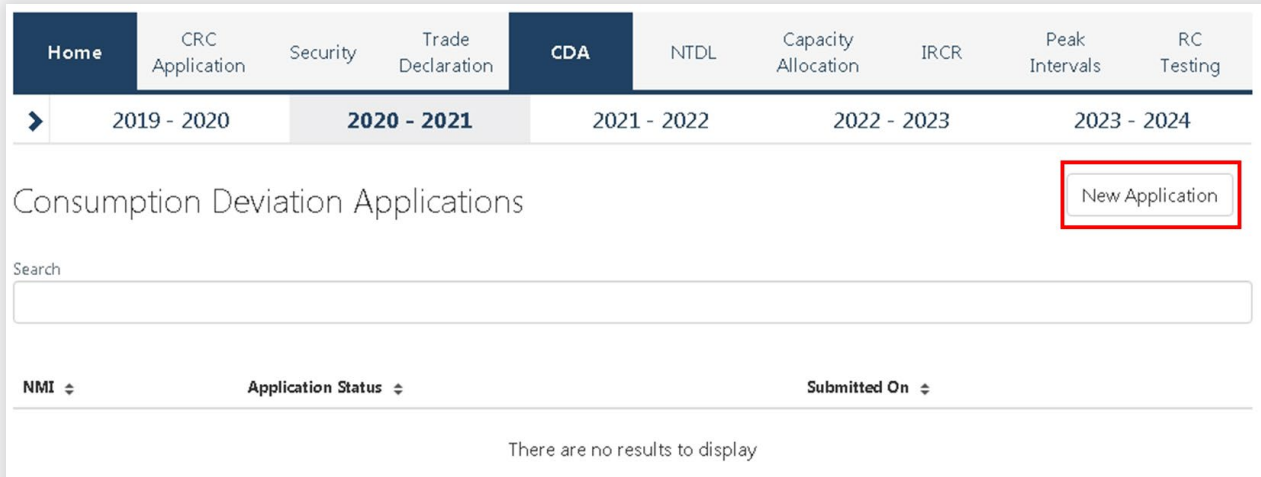 Home
CRC Application
Security
Trade Declaration
CDA
NTDL
Capacity Allocation
IRCR
Peak Intervals
RC Testing
2019 - 2020
2020 - 2021
2021 - 2022
2022 - 2023
2023 - 2024
Consumption Deviation Applications
New Application
Search
NMI
Application Status
Submitted On
There are no results to display